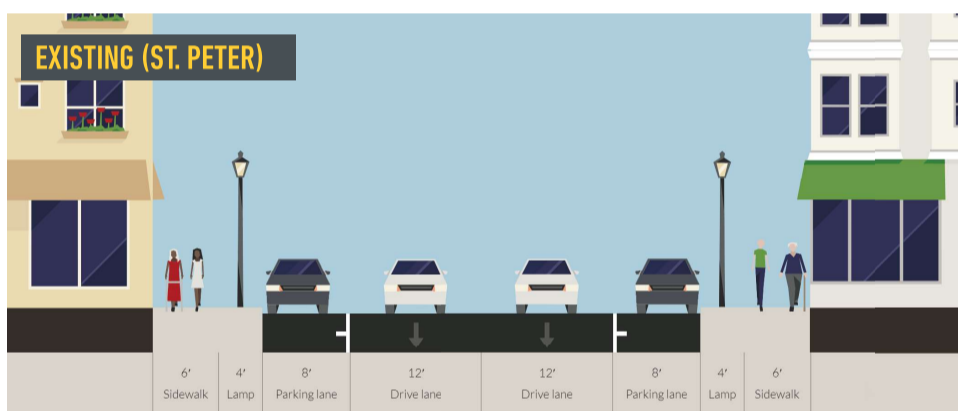 EXISTING (ST. PETER)
6′ 4′ 8′ 12′ 12′ 8′ 4′ 6′
Sidewalk Lamp Parking lane Drive lane Drive lane Parking lane Lamp Sidewalk